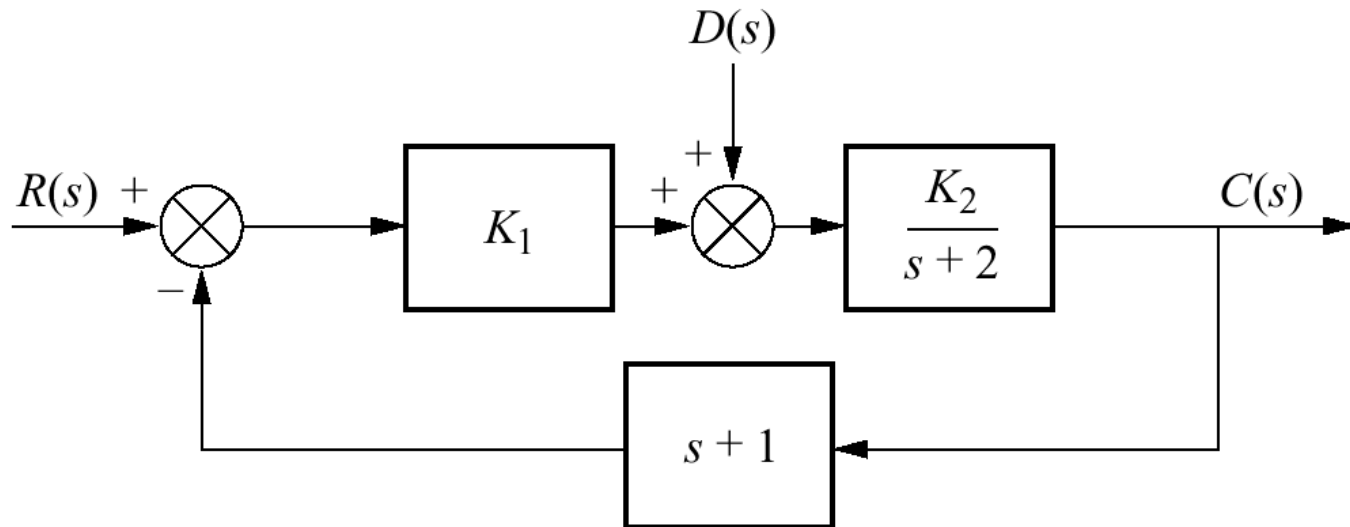 D(s)
R(s)
+
−
K₁
+
+
K₂
s + 2
C(s)
s + 1